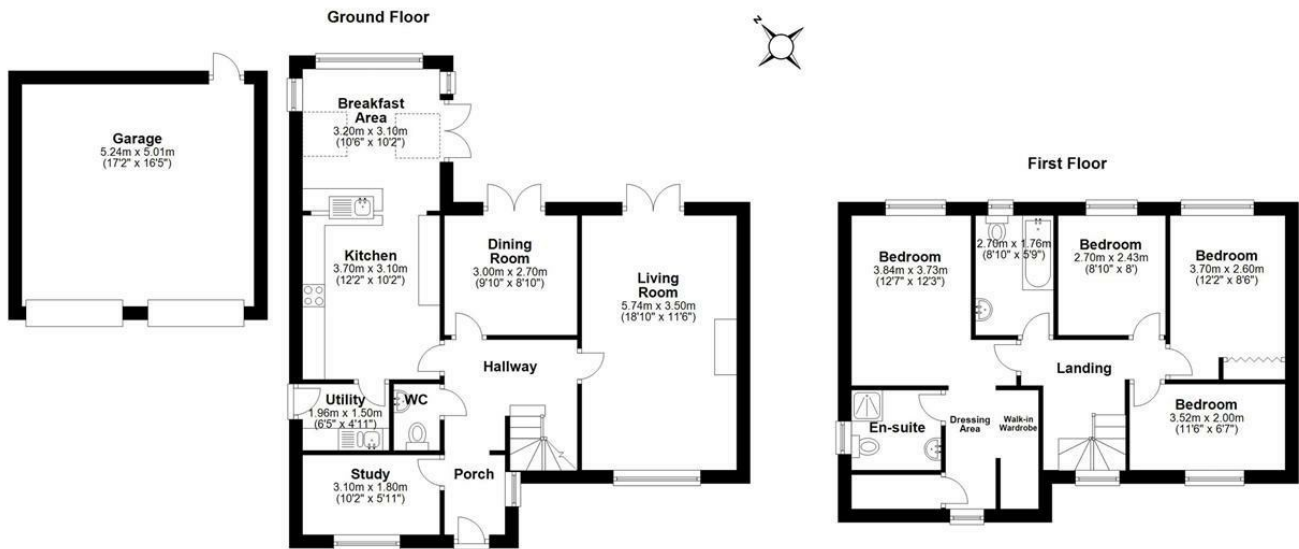 Ground Floor
N
Garage
5.24m x 5.01m
(17'2" x 16'5")
Breakfast
Area
3.20m x 3.10m
(10'6" x 10'2")
Kitchen
3.70m x 3.10m
(12'2" x 10'2")
Dining
Room
3.00m x 2.70m
(9'10" x 8'10")
Living
Room
5.74m x 3.50m
(18'10" x 11'6")
Hallway
Utility
1.96m x 1.50m
(6'5" x 4'11")
WC
Study
3.10m x 1.80m
(10'2" x 5'11")
Porch
First Floor
Bedroom
3.84m x 3.73m
(12'7" x 12'3")
2.70m x 1.76m
(8'10" x 5'9")
Bedroom
2.70m x 2.43m
(8'10" x 8')
Bedroom
3.70m x 2.60m
(12'2" x 8'6")
Landing
En-suite
Dressing
Area
Walk-in
Wardrobe
Bedroom
3.52m x 2.00m
(11'6" x 6'7")